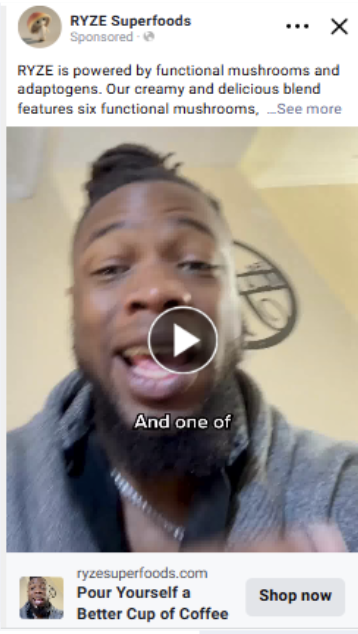 RYZE Superfoods
Sponsored ·
RYZE is powered by functional mushrooms and
adaptogens. Our creamy and delicious blend
features six functional mushrooms, ...See more
And one of
ryzesuperfoods.com
Pour Yourself a
Better Cup of Coffee
Shop now